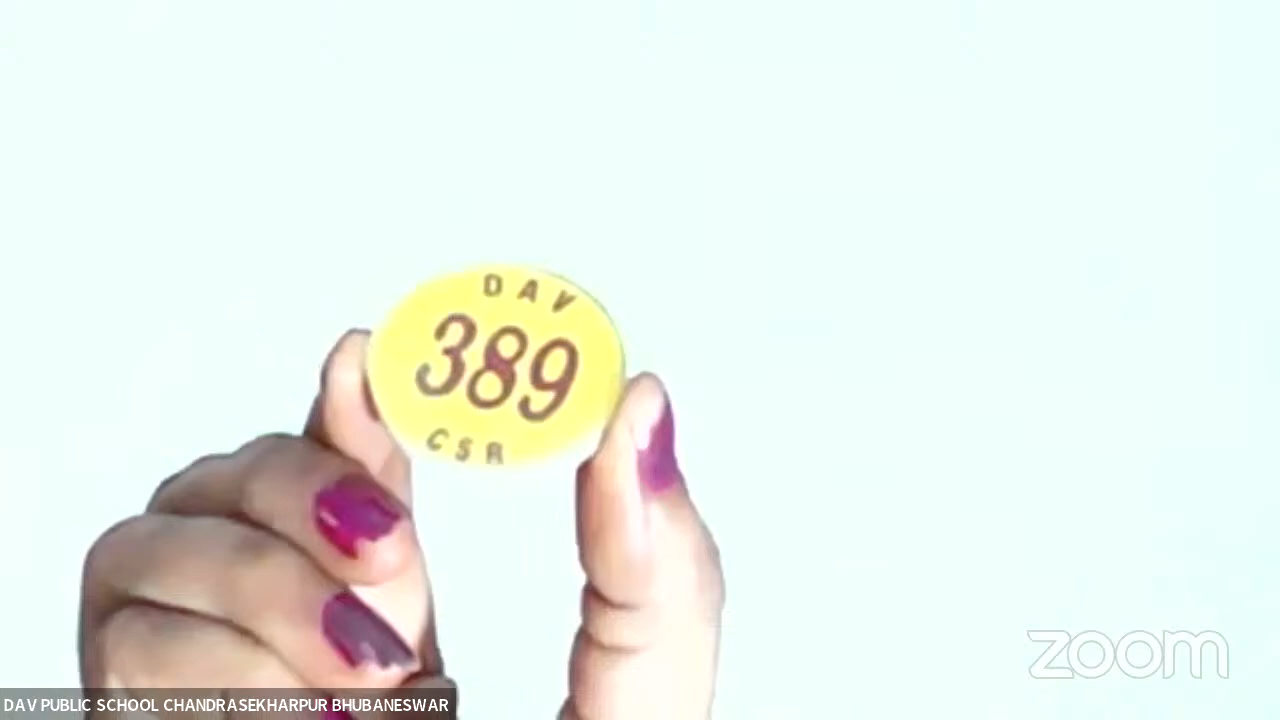 DAV
389
CSR
zoom
DAV PUBLIC SCHOOL CHANDRASEKHARPUR BHUBANESWAR